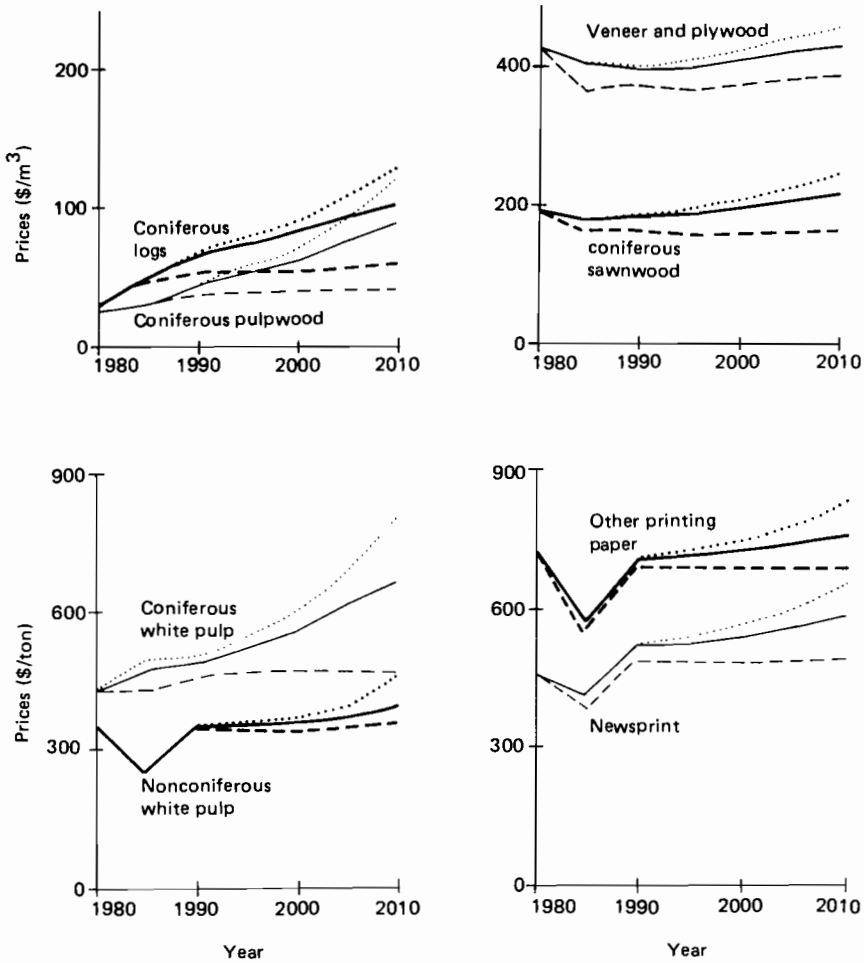 Prices ($/m³)
200
100
0
Coniferous
logs
Coniferous pulpwood
1980 1990 2000 2010
400
200
0
Veneer and plywood
coniferous
sawnwood
1980 1990 2000 2010
Prices ($/ton)
900
600
300
0
Coniferous
white pulp
Nonconiferous
white pulp
1980 1990 2000 2010
Year
900
600
300
0
Other printing
paper
Newsprint
1980 1990 2000 2010
Year